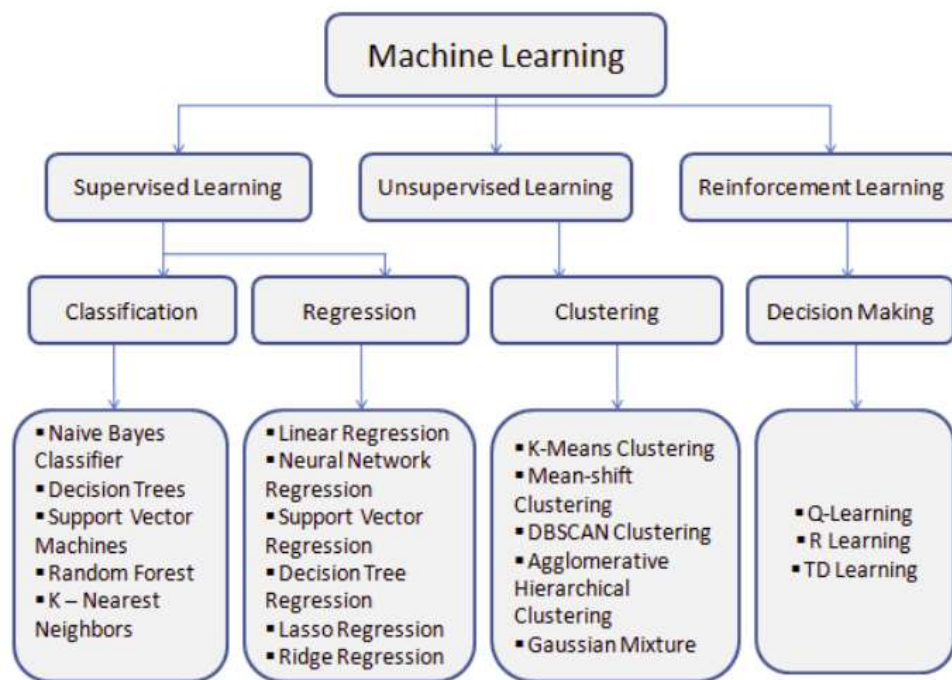 Machine Learning
Supervised Learning
Unsupervised Learning
Reinforcement Learning
Classification
Regression
Clustering
Decision Making
▪ Naive Bayes
Classifier
▪ Decision Trees
▪ Support Vector
Machines
▪ Random Forest
▪ K – Nearest
Neighbors
▪ Linear Regression
▪ Neural Network
Regression
▪ Support Vector
Regression
▪ Decision Tree
Regression
▪ Lasso Regression
▪ Ridge Regression
▪ K-Means Clustering
▪ Mean-shift
Clustering
▪ DBSCAN Clustering
▪ Agglomerative
Hierarchical
Clustering
▪ Gaussian Mixture
▪ Q-Learning
▪ R Learning
▪ TD Learning